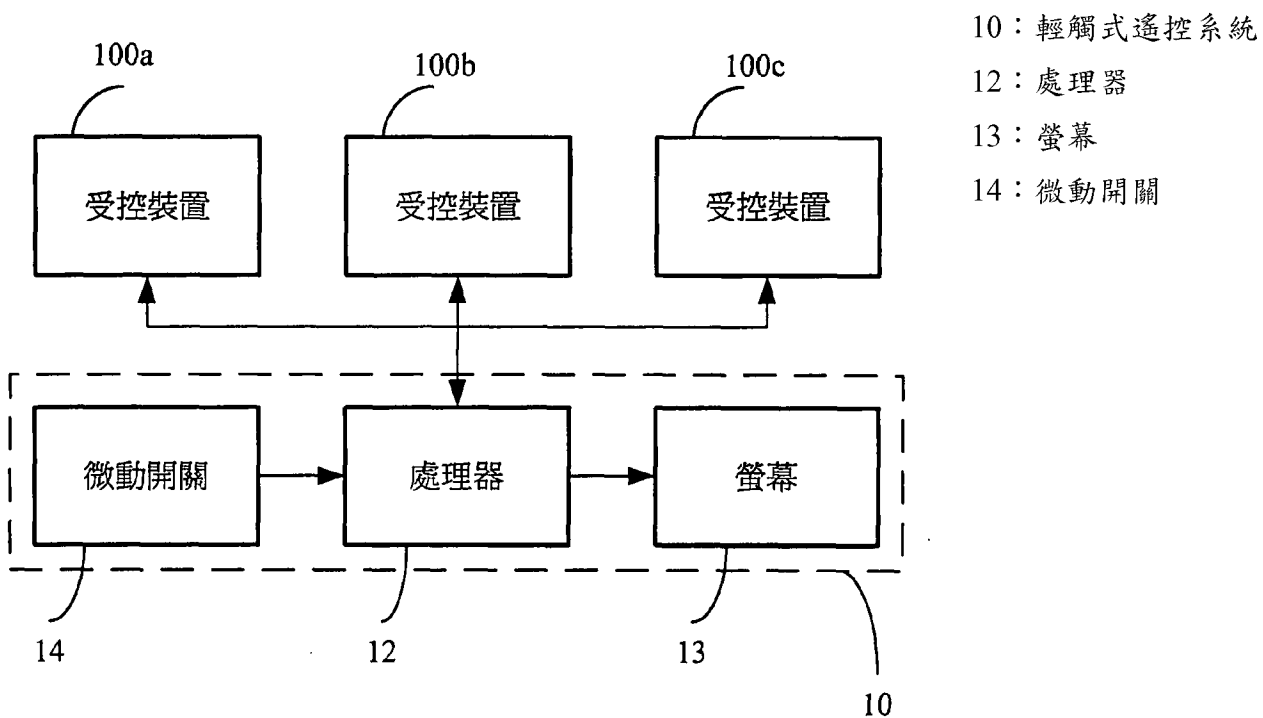 100a
100b
100c
受控裝置
受控裝置
受控裝置
微動開關
處理器
螢幕
14
12
13
10
10：輕觸式遙控系統
12：處理器
13：螢幕
14：微動開關